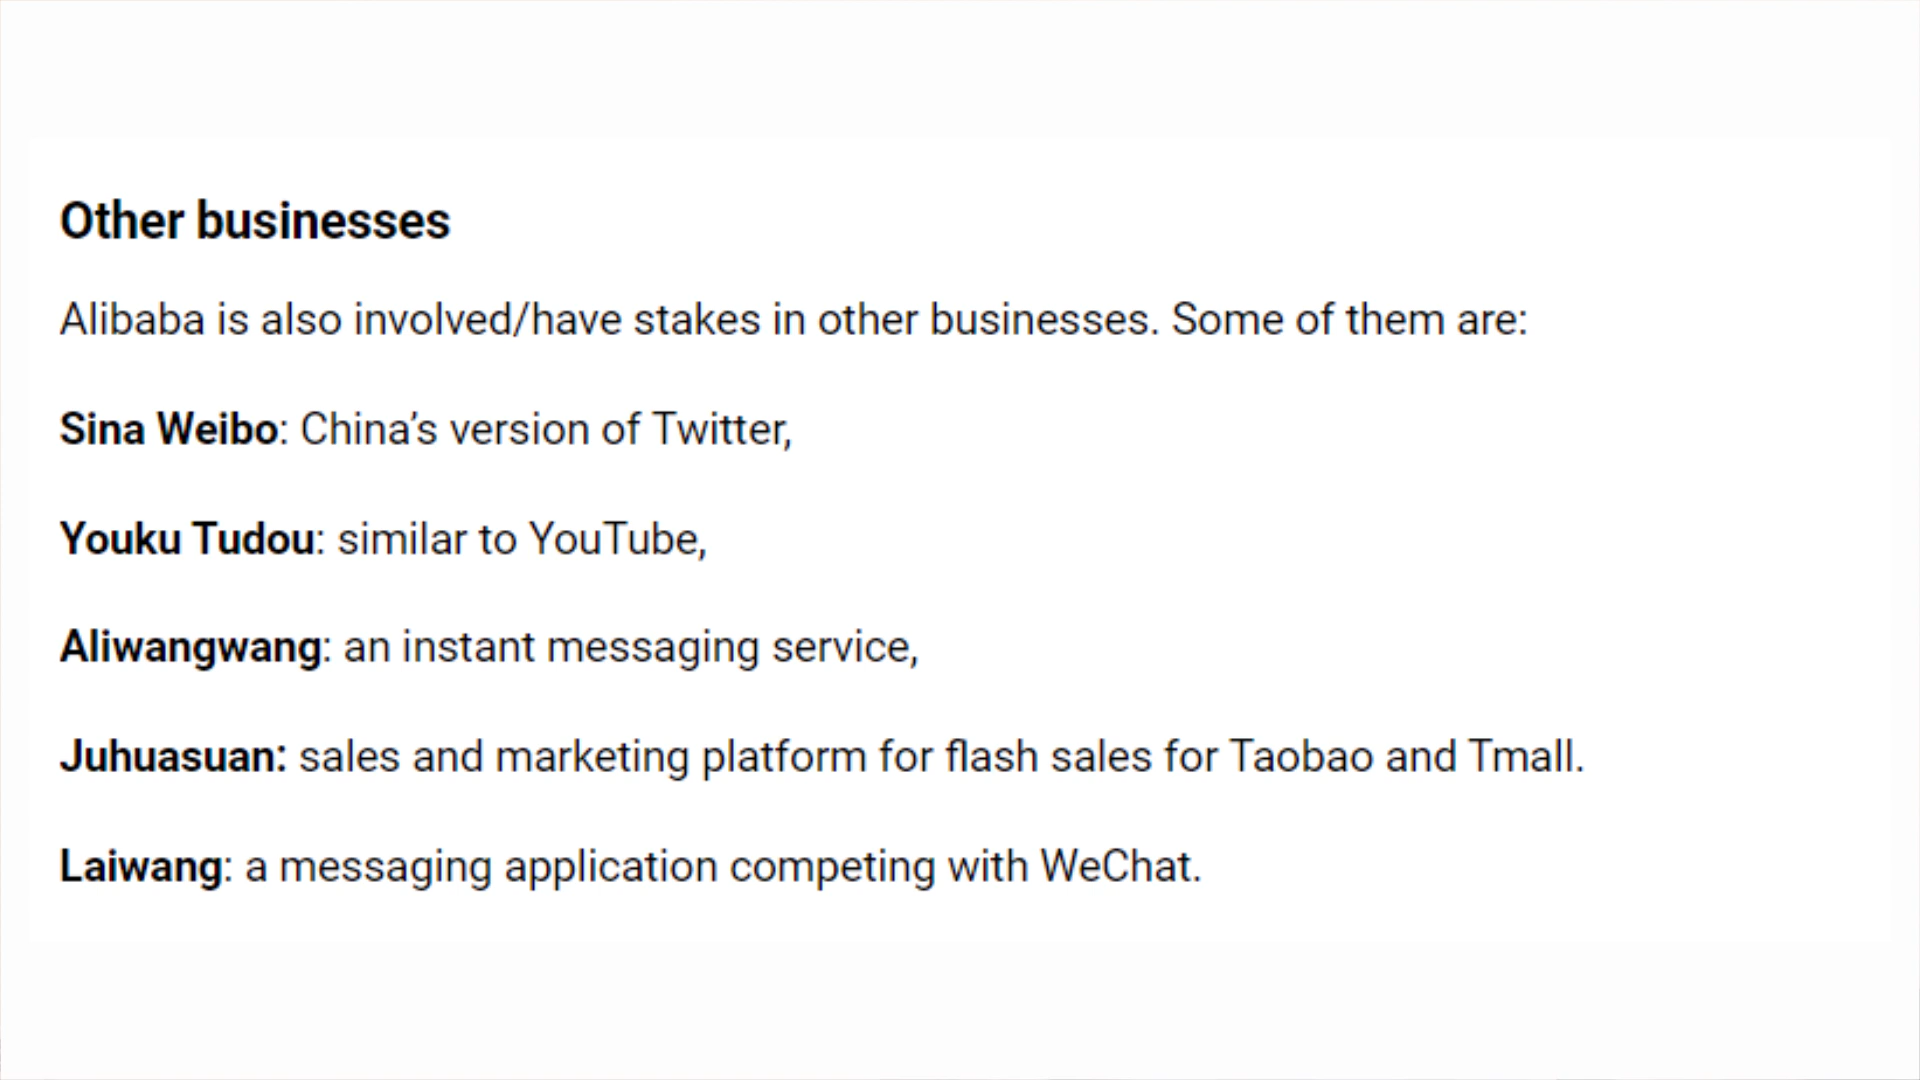 Other businesses
Alibaba is also involved/have stakes in other businesses. Some of them are:
Sina Weibo: China’s version of Twitter,
Youku Tudou: similar to YouTube,
Aliwangwang: an instant messaging service,
Juhuasuan: sales and marketing platform for flash sales for Taobao and Tmall.
Laiwang: a messaging application competing with WeChat.